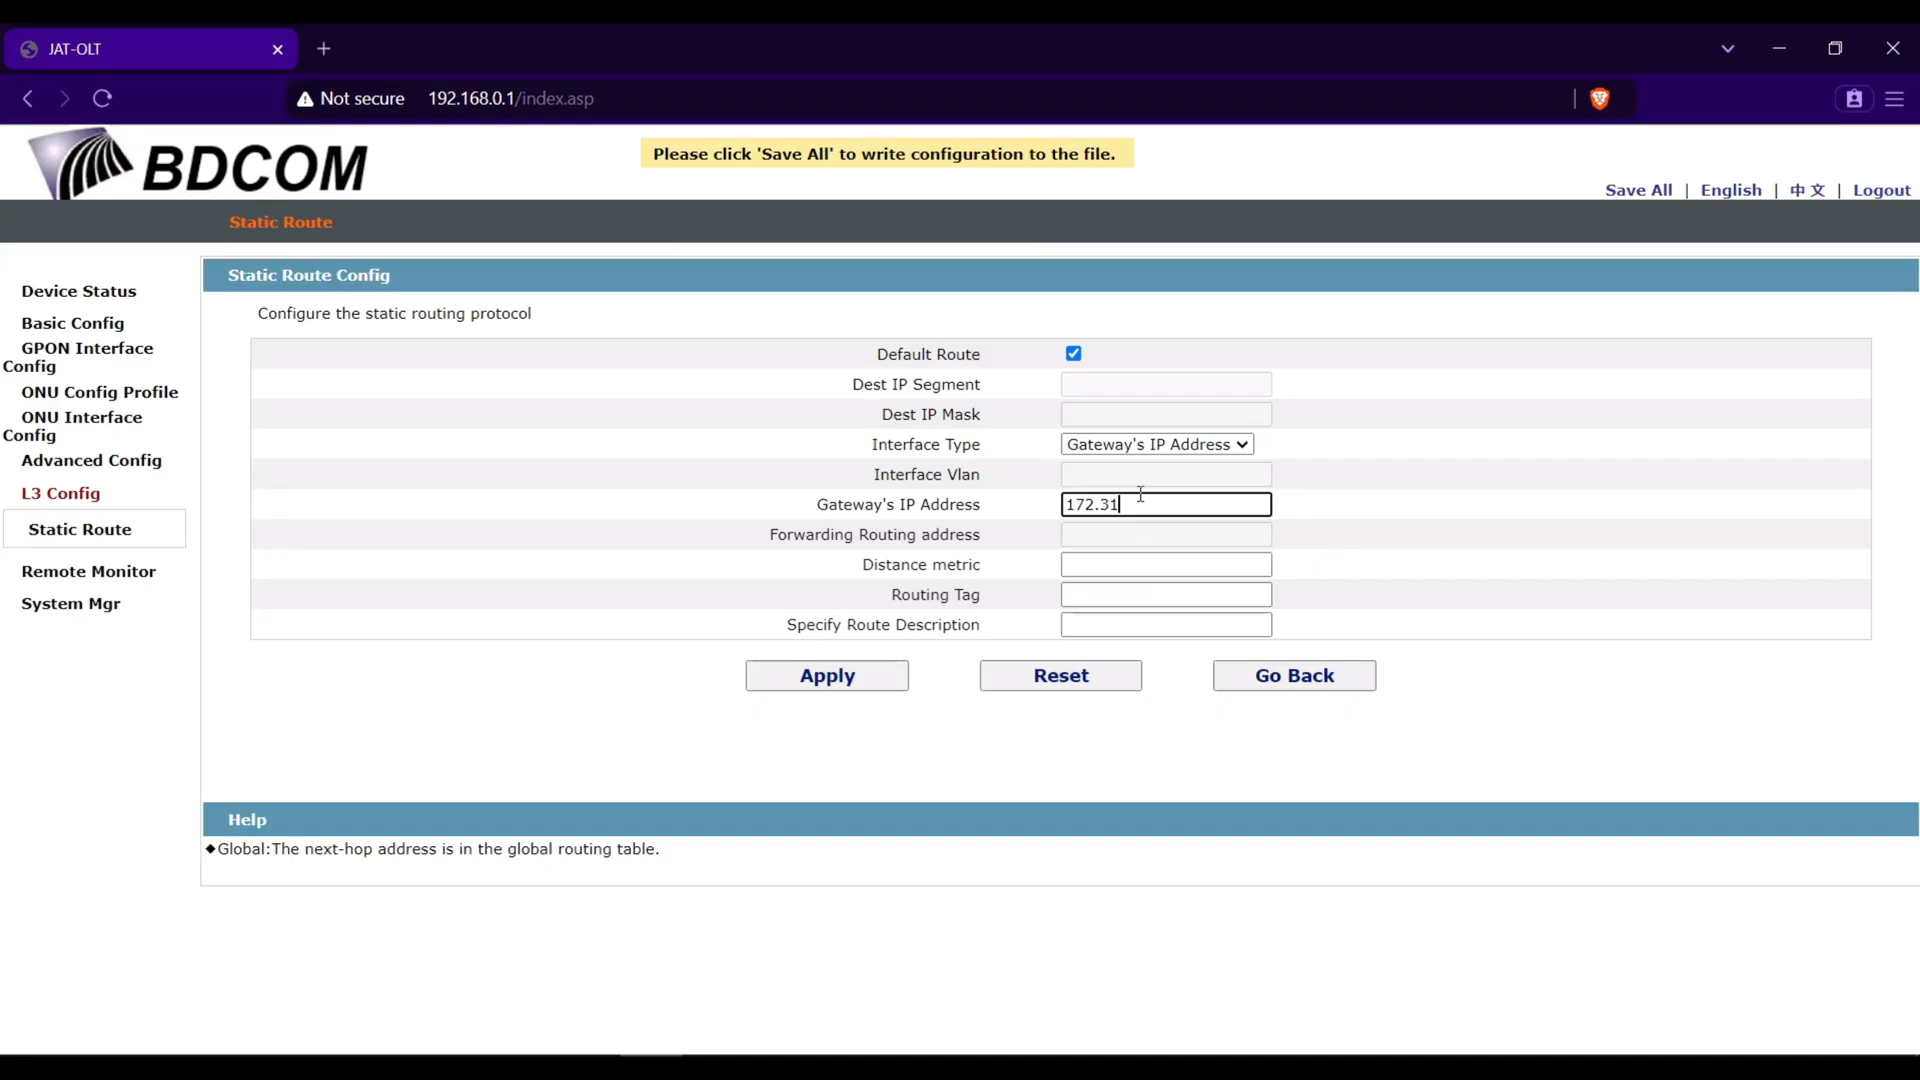 JAT-OLT
Not secure 192.168.0.1/index.asp
BDCOM
Please click 'Save All' to write configuration to the file.
Save All | English | 中文 | Logout
Static Route
Device Status
Basic Config
GPON Interface
Config
ONU Config Profile
ONU Interface
Config
Advanced Config
L3 Config
Static Route
Remote Monitor
System Mgr
Static Route Config
Configure the static routing protocol
Default Route
Dest IP Segment
Dest IP Mask
Interface Type Gateway's IP Address
Interface Vlan
Gateway's IP Address 172.31
Forwarding Routing address
Distance metric
Routing Tag
Specify Route Description
Apply Reset Go Back
Help
◆Global:The next-hop address is in the global routing table.